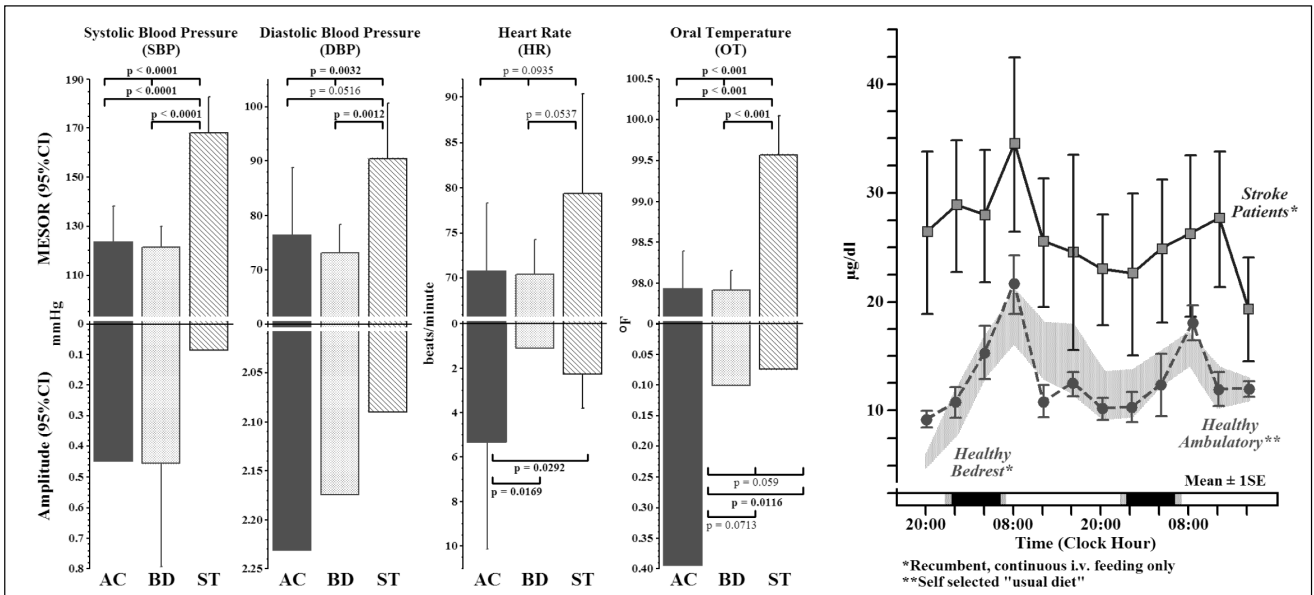 Systolic Blood Pressure
(SBP)
Diastolic Blood Pressure
(DBP)
Heart Rate
(HR)
Oral Temperature
(OT)
MESOR (95%CI)
Amplitude (95%CI)
mmHg
190
170
150
130
110
0
0.1
0.2
0.3
0.4
0.5
0.6
0.7
0.8
p < 0.0001
p < 0.0001
p < 0.0001
AC BD ST
100
90
80
70
0
2.05
2.10
2.15
2.20
2.25
p = 0.0032
p = 0.0516
p = 0.0012
AC BD ST
beats/minute
90
85
80
75
70
0
2
4
6
8
10
p = 0.0935
p = 0.0537
p = 0.0292
p = 0.0169
AC BD ST
°F
100.5
100.0
99.5
99.0
98.5
98.0
0
0.05
0.10
0.15
0.20
0.25
0.30
0.35
0.40
p < 0.001
p < 0.001
p < 0.001
p = 0.059
p = 0.0116
p = 0.0713
AC BD ST
µg/dl
40
30
20
10
Stroke
Patients*
Healthy
Ambulatory**
Healthy
Bedrest*
Mean ± 1SE
20:00 08:00 20:00 08:00
Time (Clock Hour)
*Recumbent, continuous i.v. feeding only
**Self selected "usual diet"